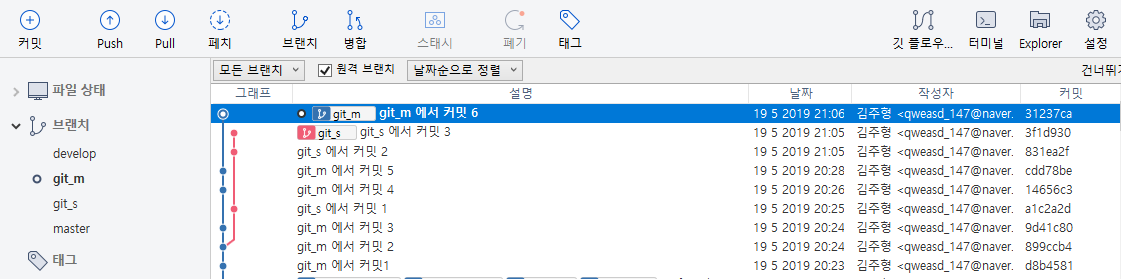 커밋 Push Pull 페치 브랜치 병합 스태시 폐기 태그 깃 플로우... 터미널 Explorer 설정
모든 브랜치 원격 브랜치 날짜순으로 정렬 건너뛰기
파일 상태
브랜치
develop
git_m
git_s
master
태그
그래프 설명 날짜 작성자 커밋
git_m git_m 에서 커밋 6 19 5 2019 21:06 김주형 <qweasd_147@naver. 31237ca
git_s git_s 에서 커밋 3 19 5 2019 21:05 김주형 <qweasd_147@naver. 3f1d930
git_s 에서 커밋 2 19 5 2019 21:05 김주형 <qweasd_147@naver. 831ea2f
git_m 에서 커밋 5 19 5 2019 20:28 김주형 <qweasd_147@naver. cdd78be
git_m 에서 커밋 4 19 5 2019 20:26 김주형 <qweasd_147@naver. 14656c3
git_s 에서 커밋 1 19 5 2019 20:25 김주형 <qweasd_147@naver. a1c2a2d
git_m 에서 커밋 3 19 5 2019 20:24 김주형 <qweasd_147@naver. 9d41c80
git_m 에서 커밋 2 19 5 2019 20:24 김주형 <qweasd_147@naver. 899ccb4
git_m 에서 커밋1 19 5 2019 20:23 김주형 <qweasd_147@naver. d8b4581